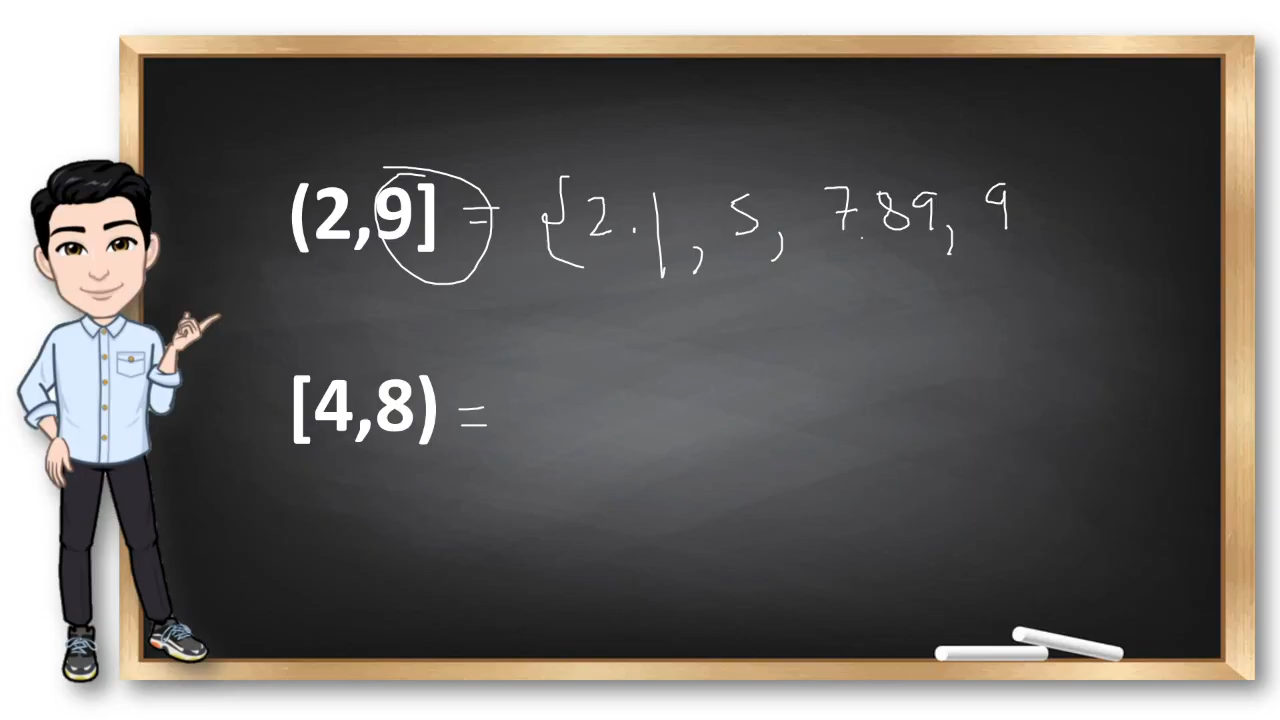 (2,9] = {2.1, 5, 7.89, 9
[4,8) =